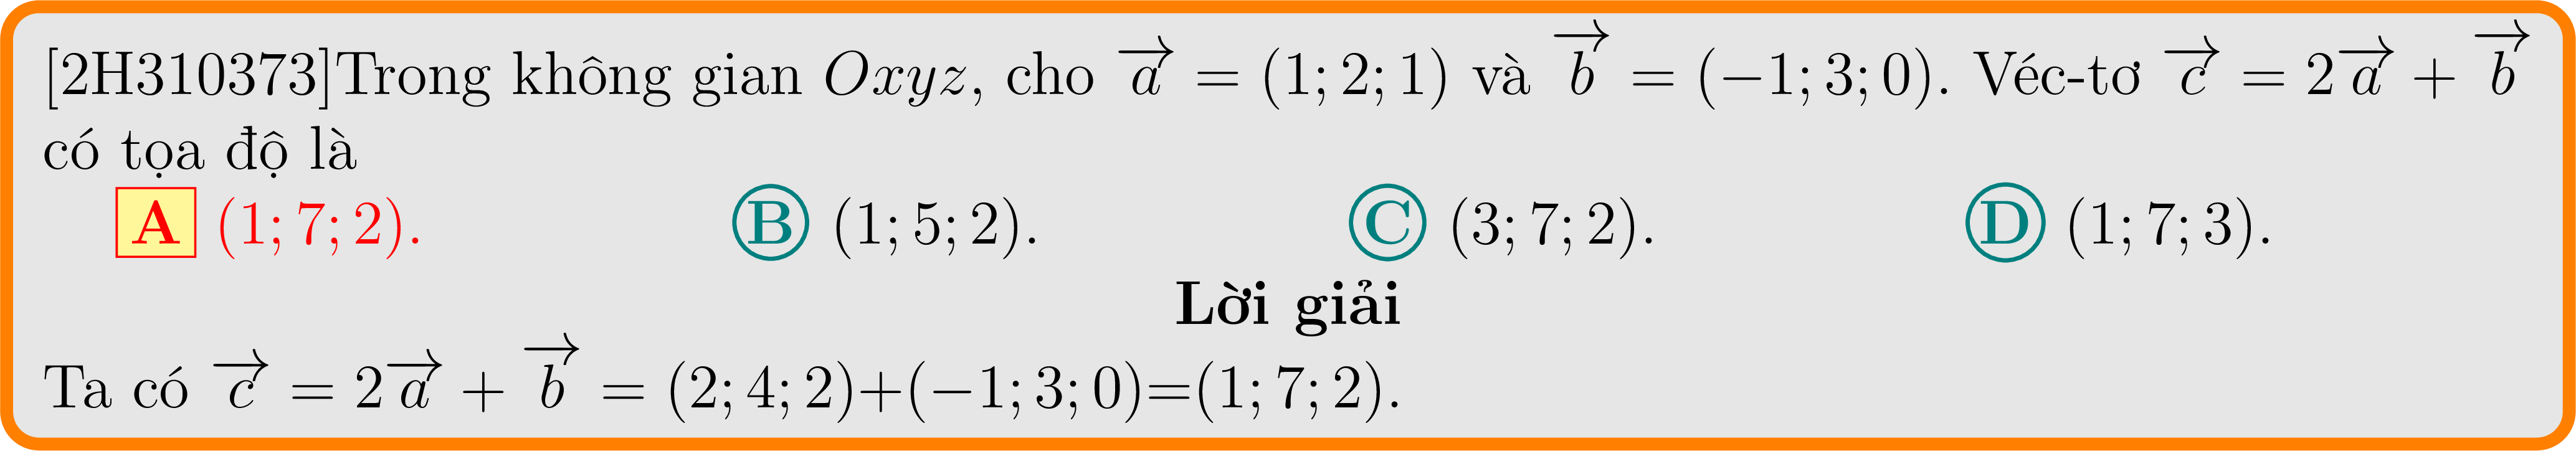 [2H310373]Trong không gian Oxyz, cho $\overrightarrow{a}$ = (1; 2; 1) và $\overrightarrow{b}$ = (−1; 3; 0). Véc-tơ $\overrightarrow{c}$ = 2$\overrightarrow{a}$ + $\overrightarrow{b}$
có tọa độ là
A (1; 7; 2). B (1; 5; 2). C (3; 7; 2). D (1; 7; 3).
Lời giải
Ta có $\overrightarrow{c}$ = 2$\overrightarrow{a}$ + $\overrightarrow{b}$ = (2; 4; 2)+(−1; 3; 0)=(1; 7; 2).